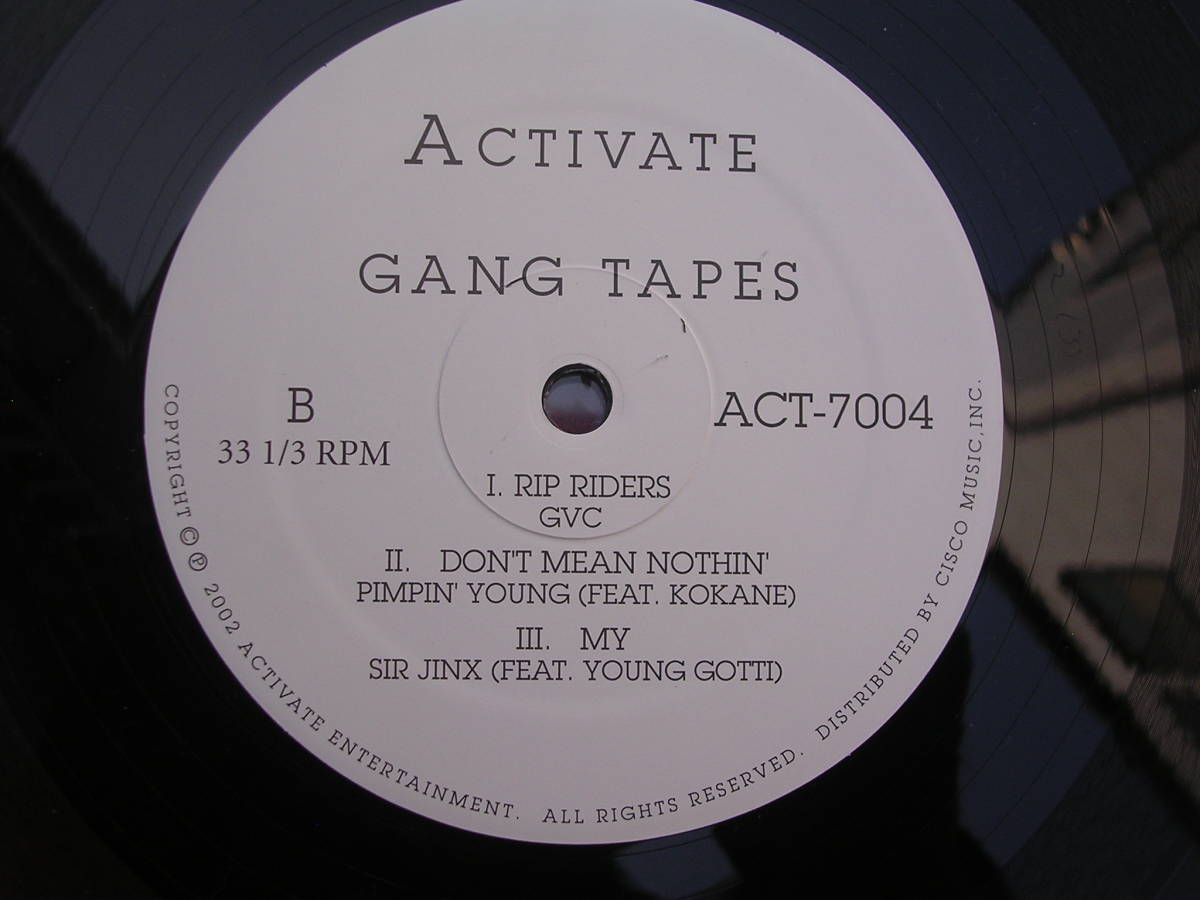 ACTIVATE
GANG TAPES
B
33 1/3 RPM
ACT-7004
I. RIP RIDERS
GVC
II. DON'T MEAN NOTHIN'
PIMPIN' YOUNG (FEAT. KOKANE)
III. MY
SIR JINX (FEAT. YOUNG GOTTI)
COPYRIGHT © ℗ 2002 ACTIVATE ENTERTAINMENT. ALL RIGHTS RESERVED. DISTRIBUTED BY CISCO MUSIC, INC.